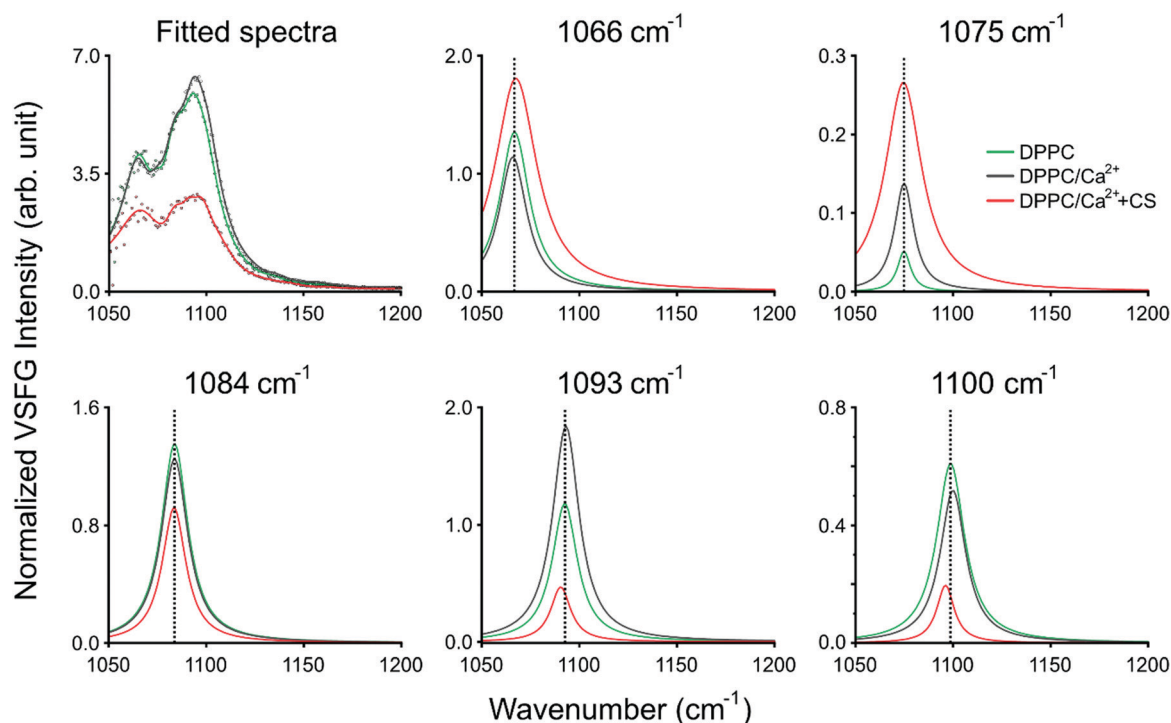 Fitted spectra
1066 cm⁻¹
1075 cm⁻¹
7.0
3.5
0.0
1050 1100 1150 1200
2.0
1.0
0.0
1050 1100 1150 1200
0.3
0.2
0.1
0.0
1050 1100 1150 1200
DPPC
DPPC/Ca²⁺
DPPC/Ca²⁺+CS
1084 cm⁻¹
1093 cm⁻¹
1100 cm⁻¹
1.6
0.8
0.0
1050 1100 1150 1200
2.0
1.0
0.0
1050 1100 1150 1200
0.8
0.4
0.0
1050 1100 1150 1200
Normalized VSFG Intensity (arb. unit)
Wavenumber (cm⁻¹)